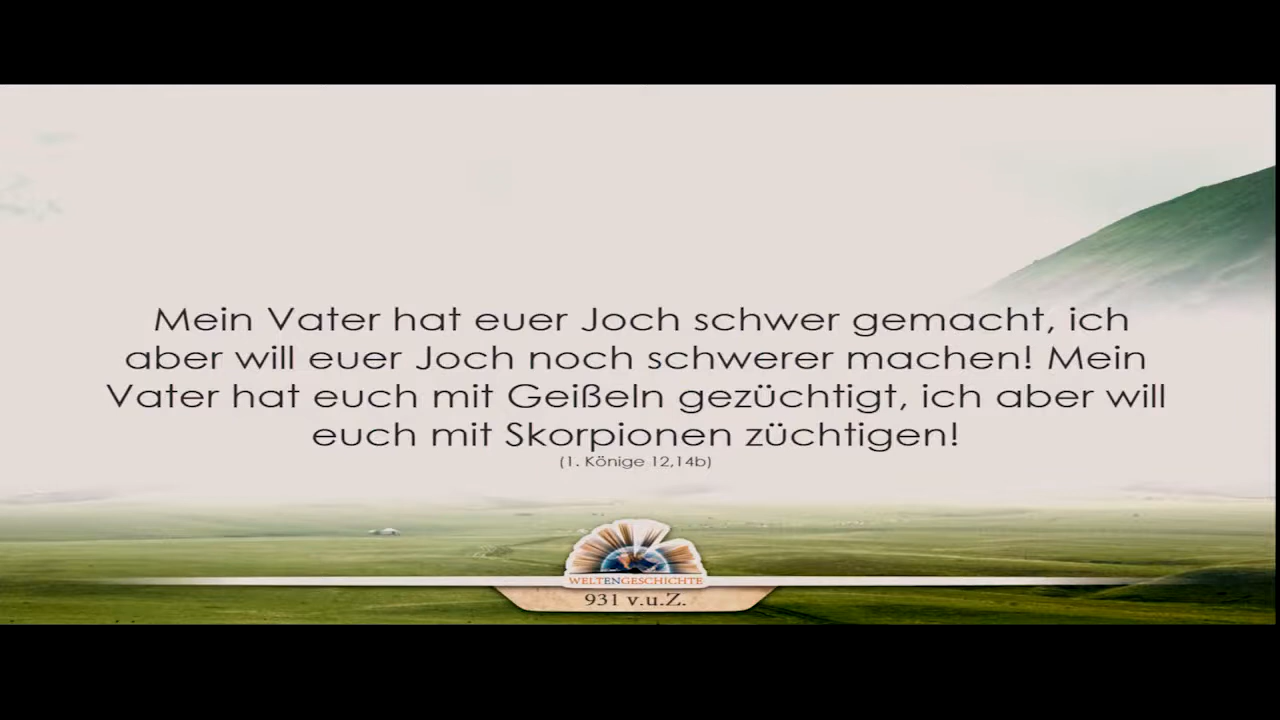 Mein Vater hat euer Joch schwer gemacht, ich
aber will euer Joch noch schwerer machen! Mein
Vater hat euch mit Geißeln gezüchtigt, ich aber will
euch mit Skorpionen züchtigen!
(1. Könige 12,14b)
WELTENGESCHICHTE
931 v.u.Z.